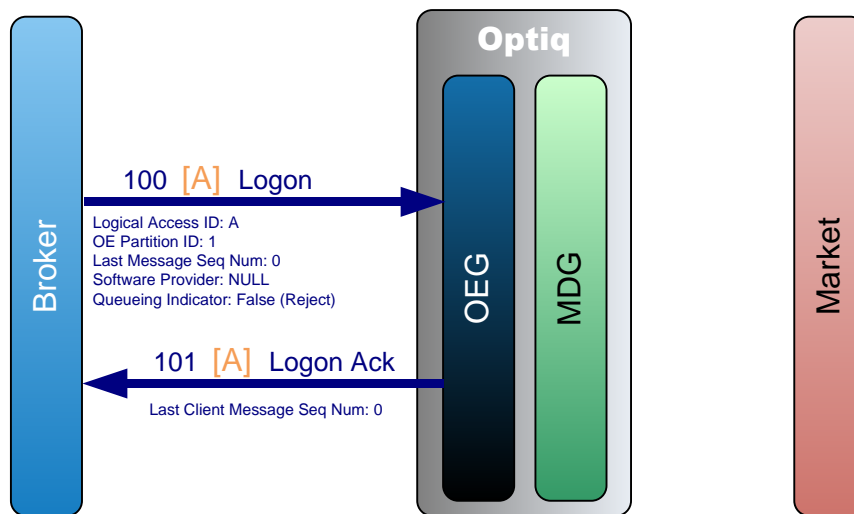 Optiq
Broker
100 [A] Logon
Logical Access ID: A
OE Partition ID: 1
Last Message Seq Num: 0
Software Provider: NULL
Queueing Indicator: False (Reject)
101 [A] Logon Ack
Last Client Message Seq Num: 0
OEG
MDG
Market